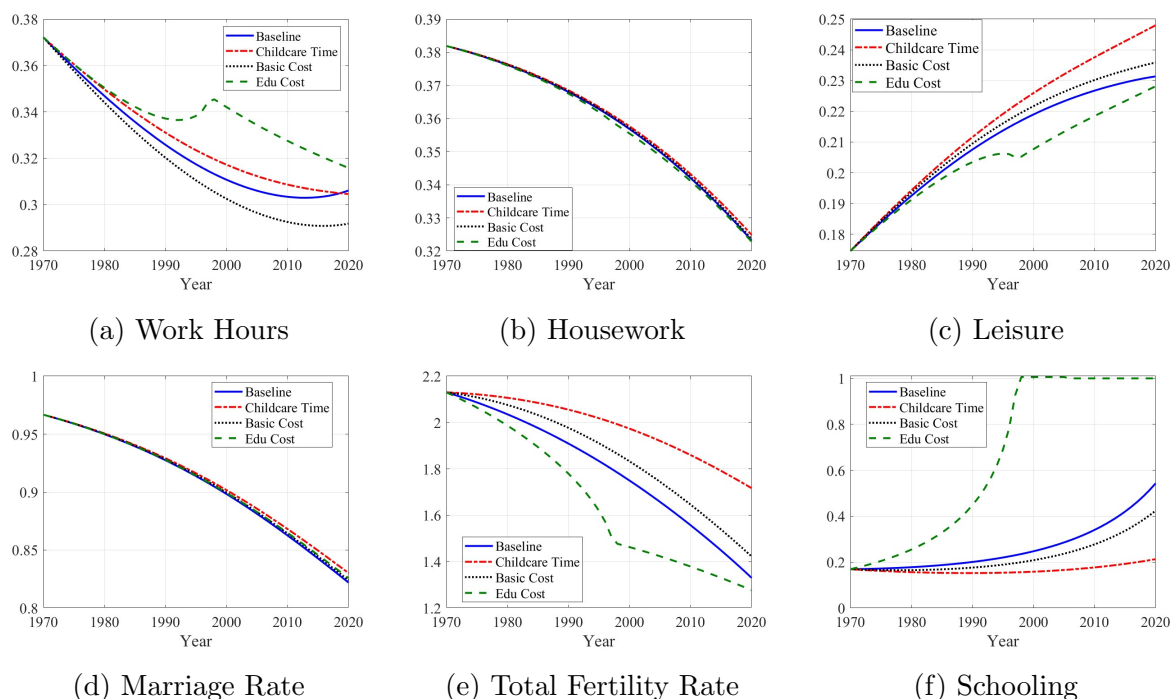 0.38
0.36
0.34
0.32
0.3
0.28
1970 1980 1990 2000 2010 2020
Year
Baseline
Childcare Time
Basic Cost
Edu Cost
(a) Work Hours
0.39
0.38
0.37
0.36
0.35
0.34
0.33
0.32
1970 1980 1990 2000 2010 2020
Year
Baseline
Childcare Time
Basic Cost
Edu Cost
(b) Housework
0.25
0.24
0.23
0.22
0.21
0.2
0.19
0.18
1970 1980 1990 2000 2010 2020
Year
Baseline
Childcare Time
Basic Cost
Edu Cost
(c) Leisure
1
0.95
0.9
0.85
0.8
1970 1980 1990 2000 2010 2020
Year
Baseline
Childcare Time
Basic Cost
Edu Cost
(d) Marriage Rate
2.2
2
1.8
1.6
1.4
1.2
1970 1980 1990 2000 2010 2020
Year
Baseline
Childcare Time
Basic Cost
Edu Cost
(e) Total Fertility Rate
1
0.8
0.6
0.4
0.2
0
1970 1980 1990 2000 2010 2020
Year
Baseline
Childcare Time
Basic Cost
Edu Cost
(f) Schooling